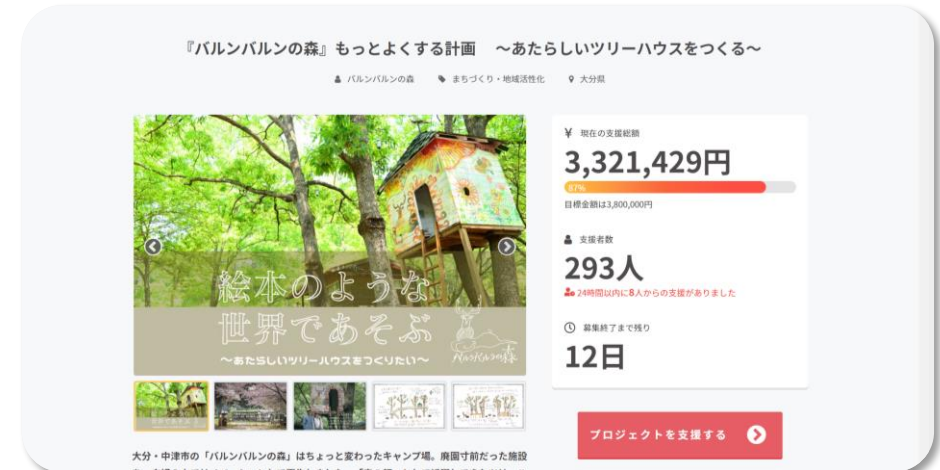 『バルンバルンの森』もっとよくする計画　〜あたらしいツリーハウスをつくる〜
バルンバルンの森　まちづくり・地域活性化　大分県
絵本のような
世界であそぶ
〜あたらしいツリーハウスをつくりたい〜
バルンバルンの森
¥ 現在の支援総額
3,321,429円
87%
目標金額は3,800,000円
支援者数
293人
24時間以内に8人からの支援がありました
募集終了まで残り
12日
プロジェクトを支援する
大分・中津市の「バルンバルンの森」はちょっと変わったキャンプ場。廃園寸前だった施設